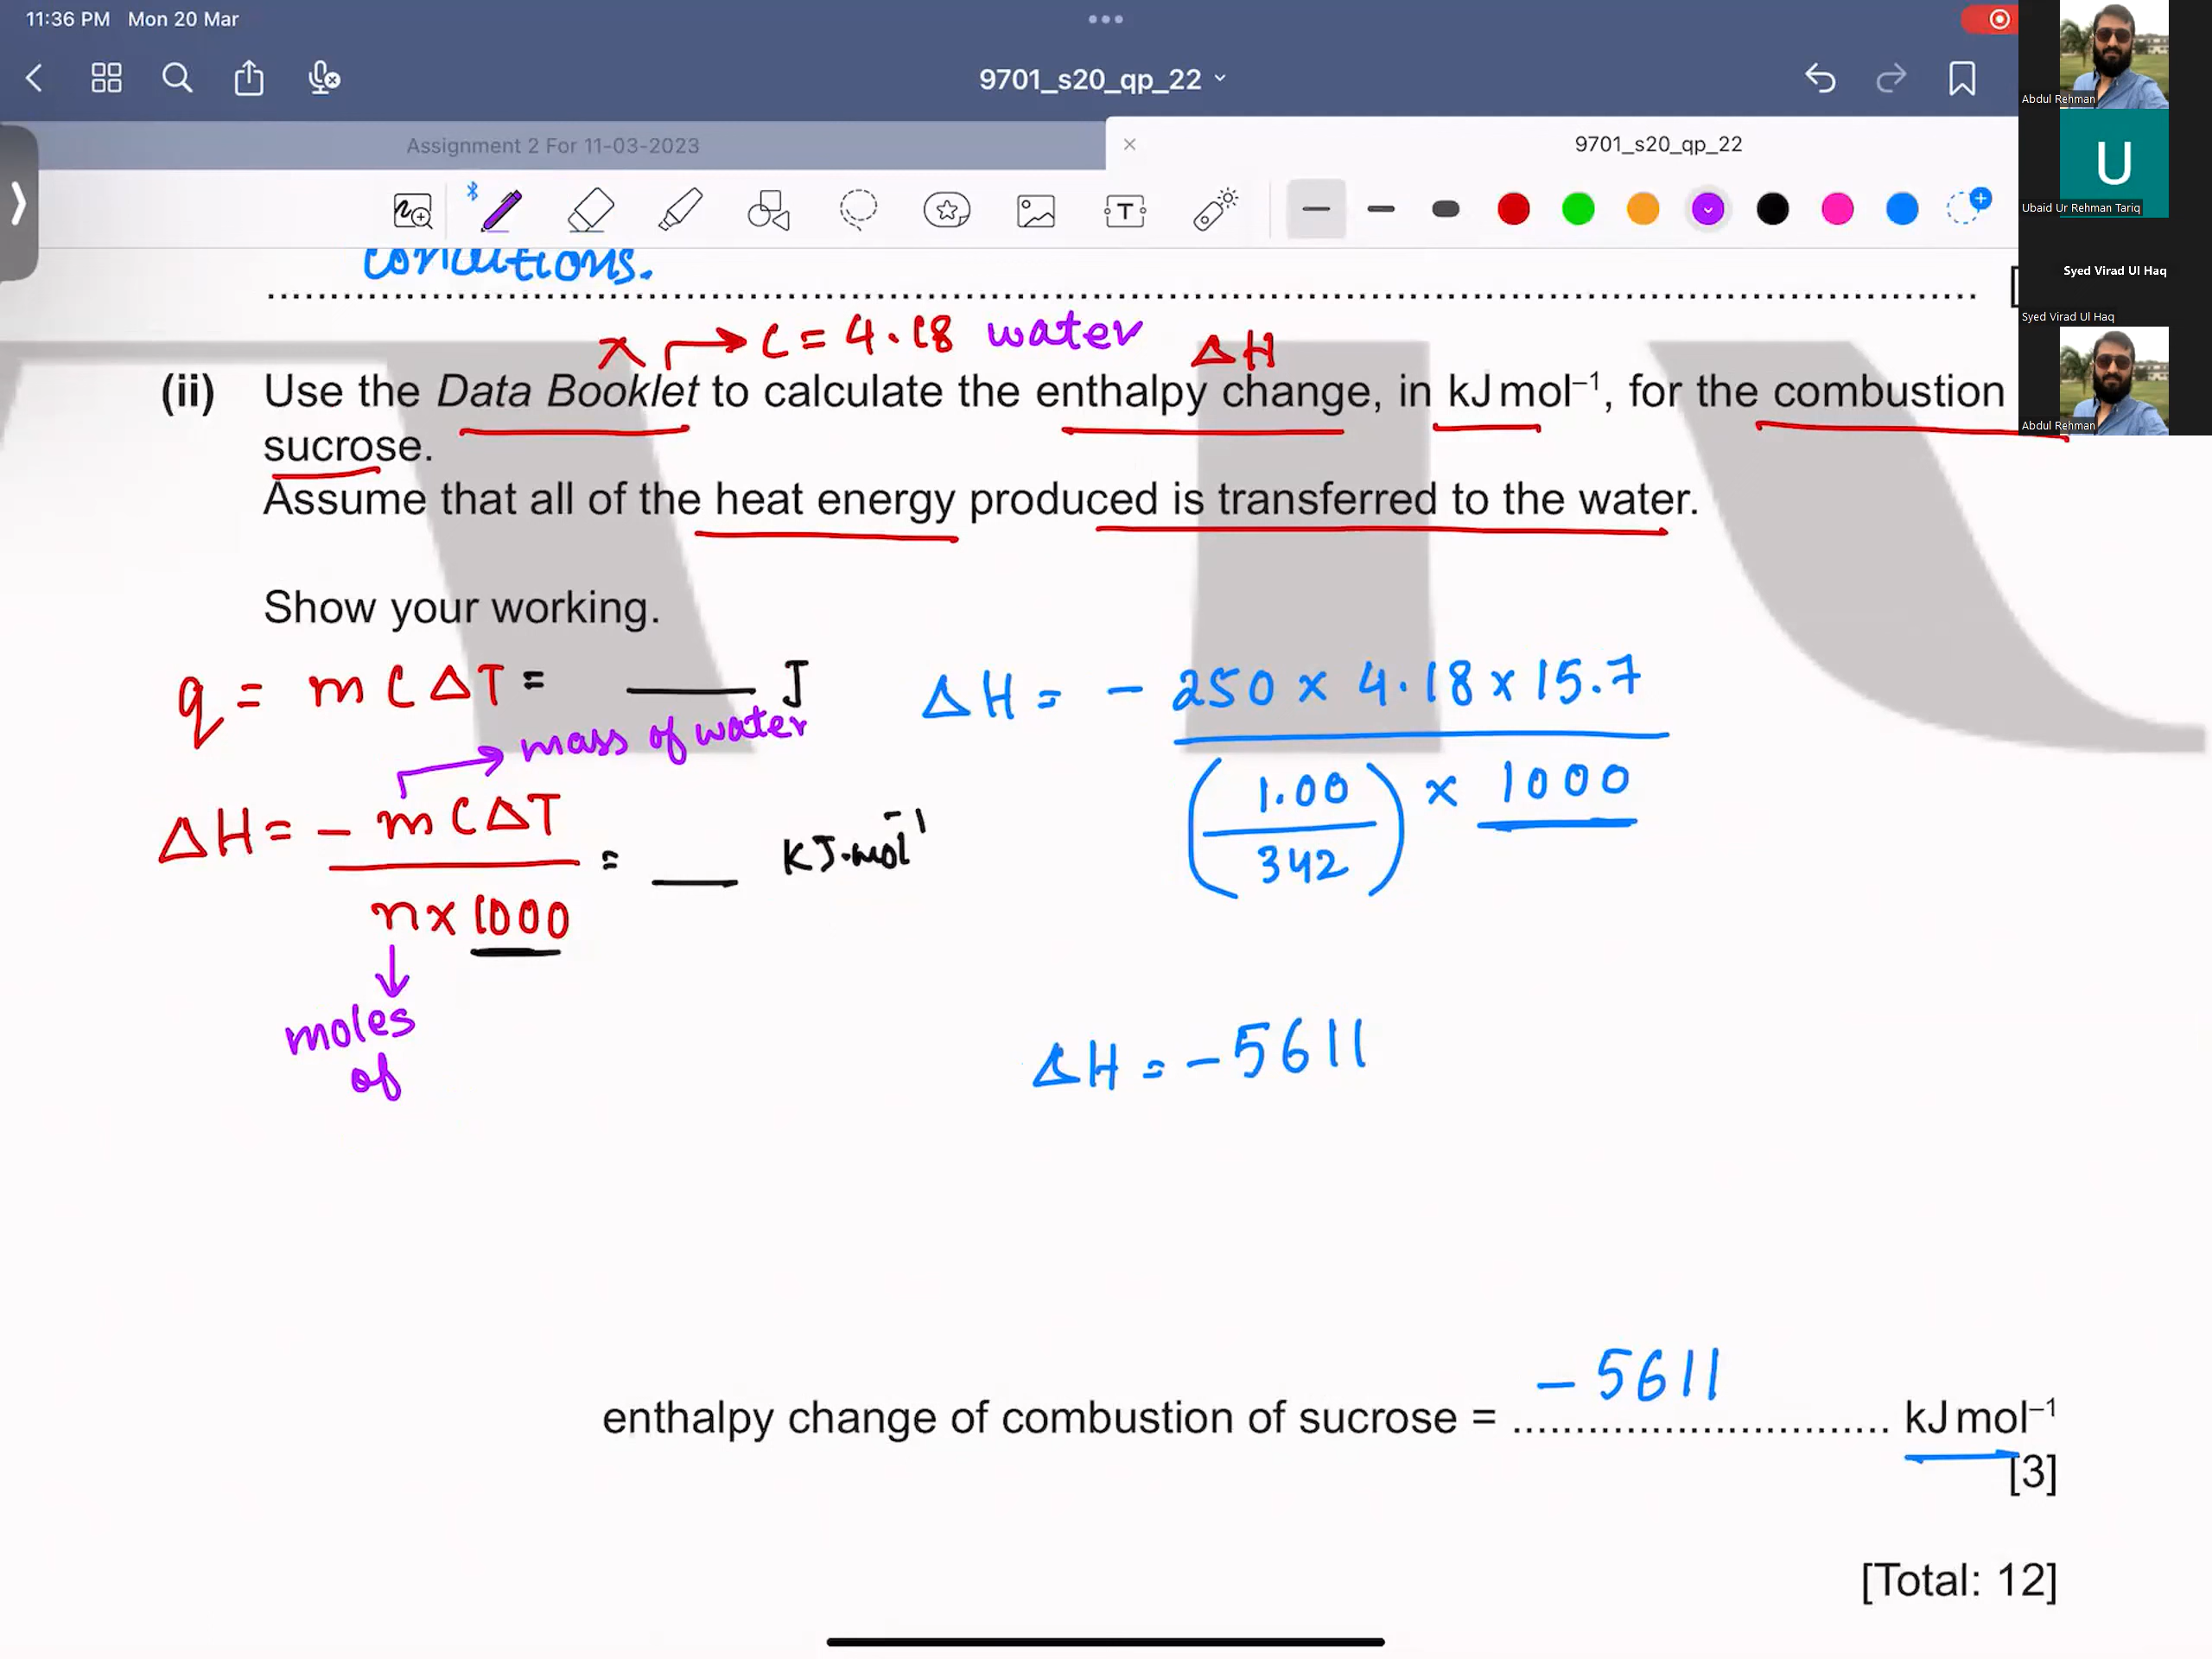 11:36 PM Mon 20 Mar
9701_s20_qp_22
Abdul Rehman
U
Ubaid Ur Rehman Tariq
Syed Virad Ul Haq
Syed Virad Ul Haq
Abdul Rehman
Assignment 2 For 11-03-2023
9701_s20_qp_22
T
conditions.
C = 4.18 water ΔH
(ii) Use the Data Booklet to calculate the enthalpy change, in kJ mol⁻¹, for the combustion
sucrose.
Assume that all of the heat energy produced is transferred to the water.
Show your working.
q = m C ΔT = ____ J
mass of water
ΔH = - m C ΔT
n x 1000
= ___ KJ.mol⁻¹
moles
of
ΔH = - 250 x 4.18 x 15.7
(1.00 / 342) x 1000
ΔH = -5611
-5611
enthalpy change of combustion of sucrose = .............................. kJ mol⁻¹
[3]
[Total: 12]